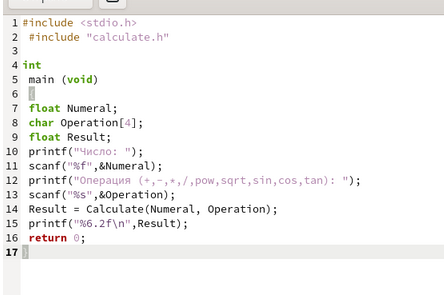 1 #include <stdio.h>
2 #include "calculate.h"
3
4 int
5 main (void)
6 {
7 float Numeral;
8 char Operation[4];
9 float Result;
10 printf("Число: ");
11 scanf("%f",&Numeral);
12 printf("Операция (+,-,*,/,pow,sqrt,sin,cos,tan): ");
13 scanf("%s",&Operation);
14 Result = Calculate(Numeral, Operation);
15 printf("%6.2f\n",Result);
16 return 0;
17 }